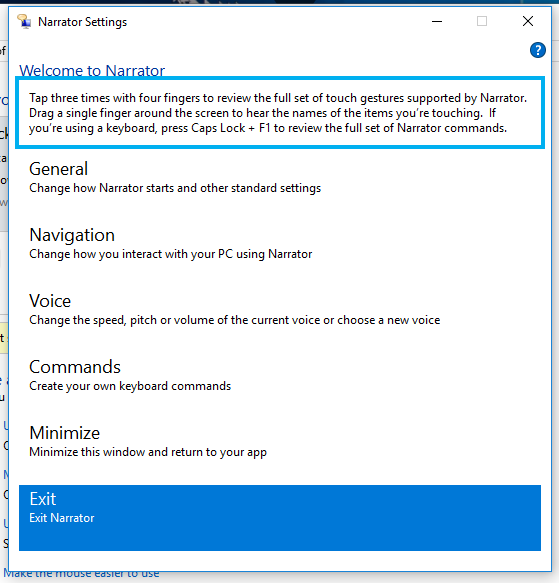 Narrator Settings
Welcome to Narrator
Tap three times with four fingers to review the full set of touch gestures supported by Narrator.
Drag a single finger around the screen to hear the names of the items you're touching.  If
you're using a keyboard, press Caps Lock + F1 to review the full set of Narrator commands.
General
Change how Narrator starts and other standard settings
Navigation
Change how you interact with your PC using Narrator
Voice
Change the speed, pitch or volume of the current voice or choose a new voice
Commands
Create your own keyboard commands
Minimize
Minimize this window and return to your app
Exit
Exit Narrator
Make the mouse easier to use